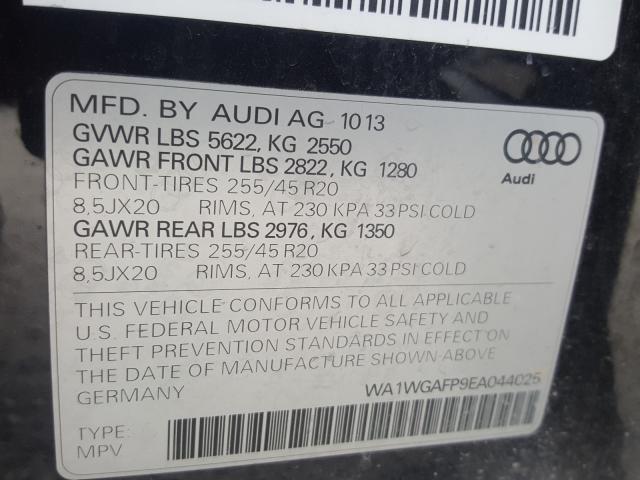 MFD. BY AUDI AG 10 13
GVWR LBS 5622, KG 2550
GAWR FRONT LBS 2822, KG 1280
FRONT-TIRES 255/45 R20
8,5JX20 RIMS, AT 230 KPA 33 PSI COLD
GAWR REAR LBS 2976, KG 1350
REAR-TIRES 255/45 R20
8,5JX20 RIMS, AT 230 KPA 33 PSI COLD
Audi
THIS VEHICLE CONFORMS TO ALL APPLICABLE
U.S. FEDERAL MOTOR VEHICLE SAFETY AND
THEFT PREVENTION STANDARDS IN EFFECT ON
THE DATE OF MANUFACTURE SHOWN ABOVE.
GERMANY
WA1WGAFP9EA044025
TYPE:
MPV